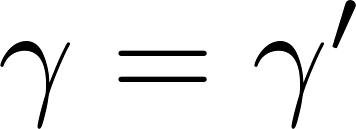 γ = γ′